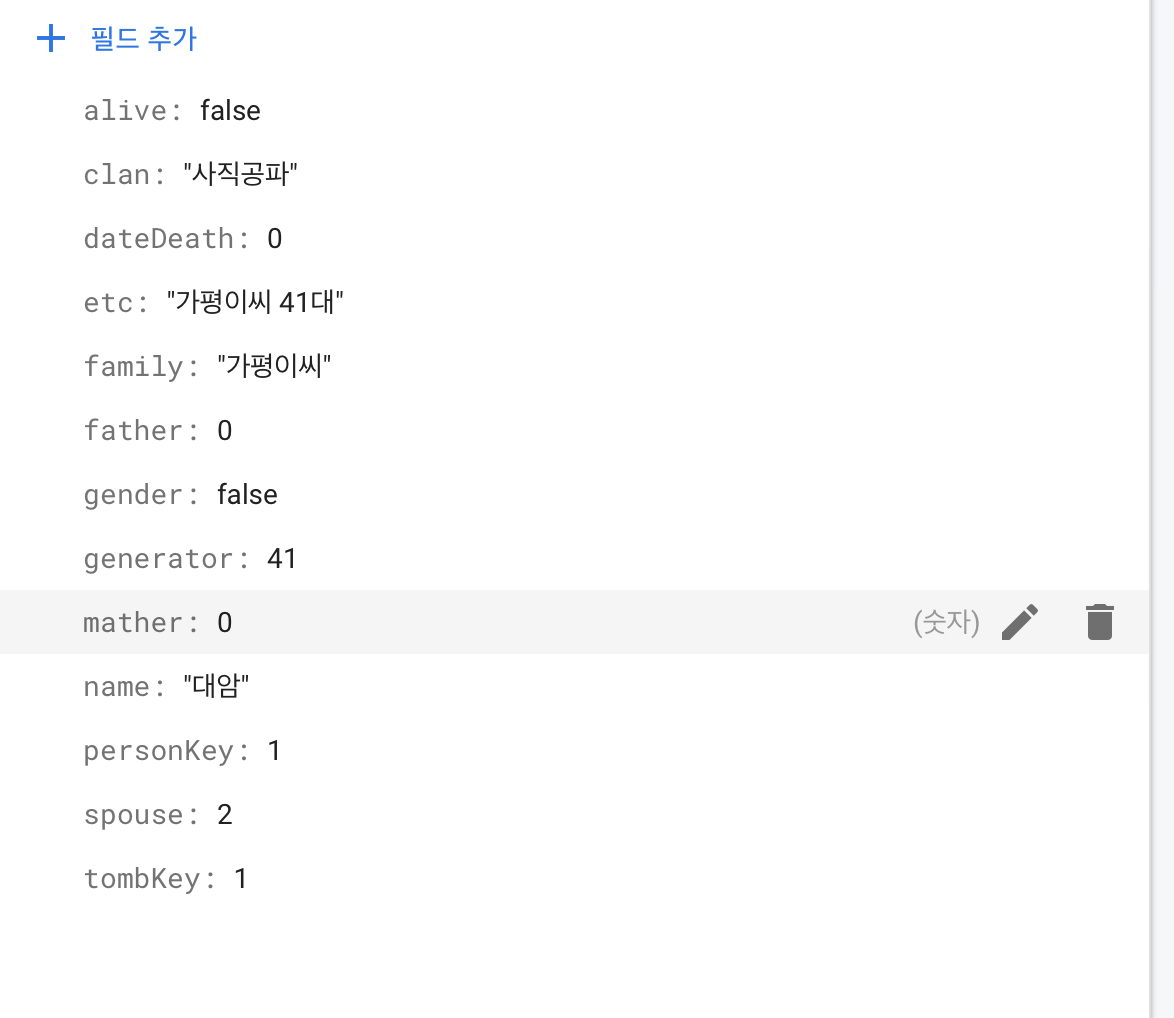 필드 추가
alive: false
clan: "사직공파"
dateDeath: 0
etc: "가평이씨 41대"
family: "가평이씨"
father: 0
gender: false
generator: 41
mather: 0 (숫자)
name: "대암"
personKey: 1
spouse: 2
tombKey: 1